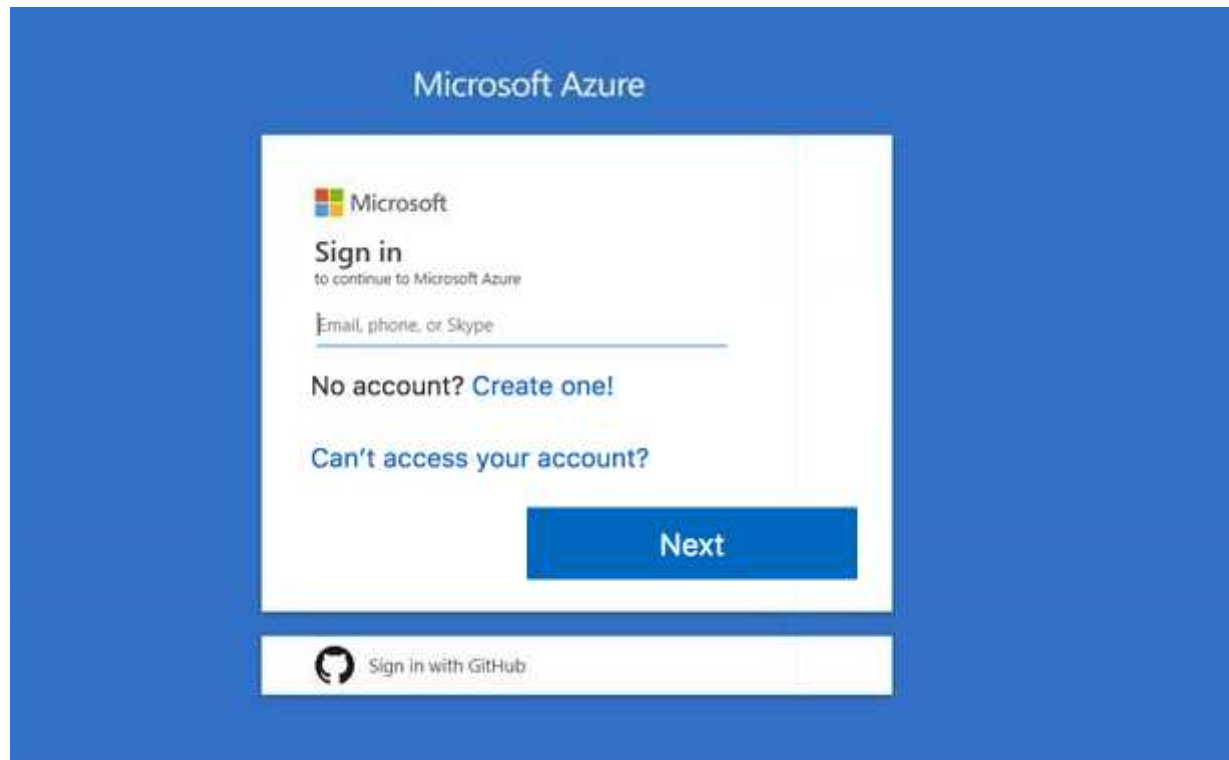 Microsoft Azure
Microsoft
Sign in
to continue to Microsoft Azure
Email, phone, or Skype
No account? Create one!
Can't access your account?
Next
Sign in with GitHub